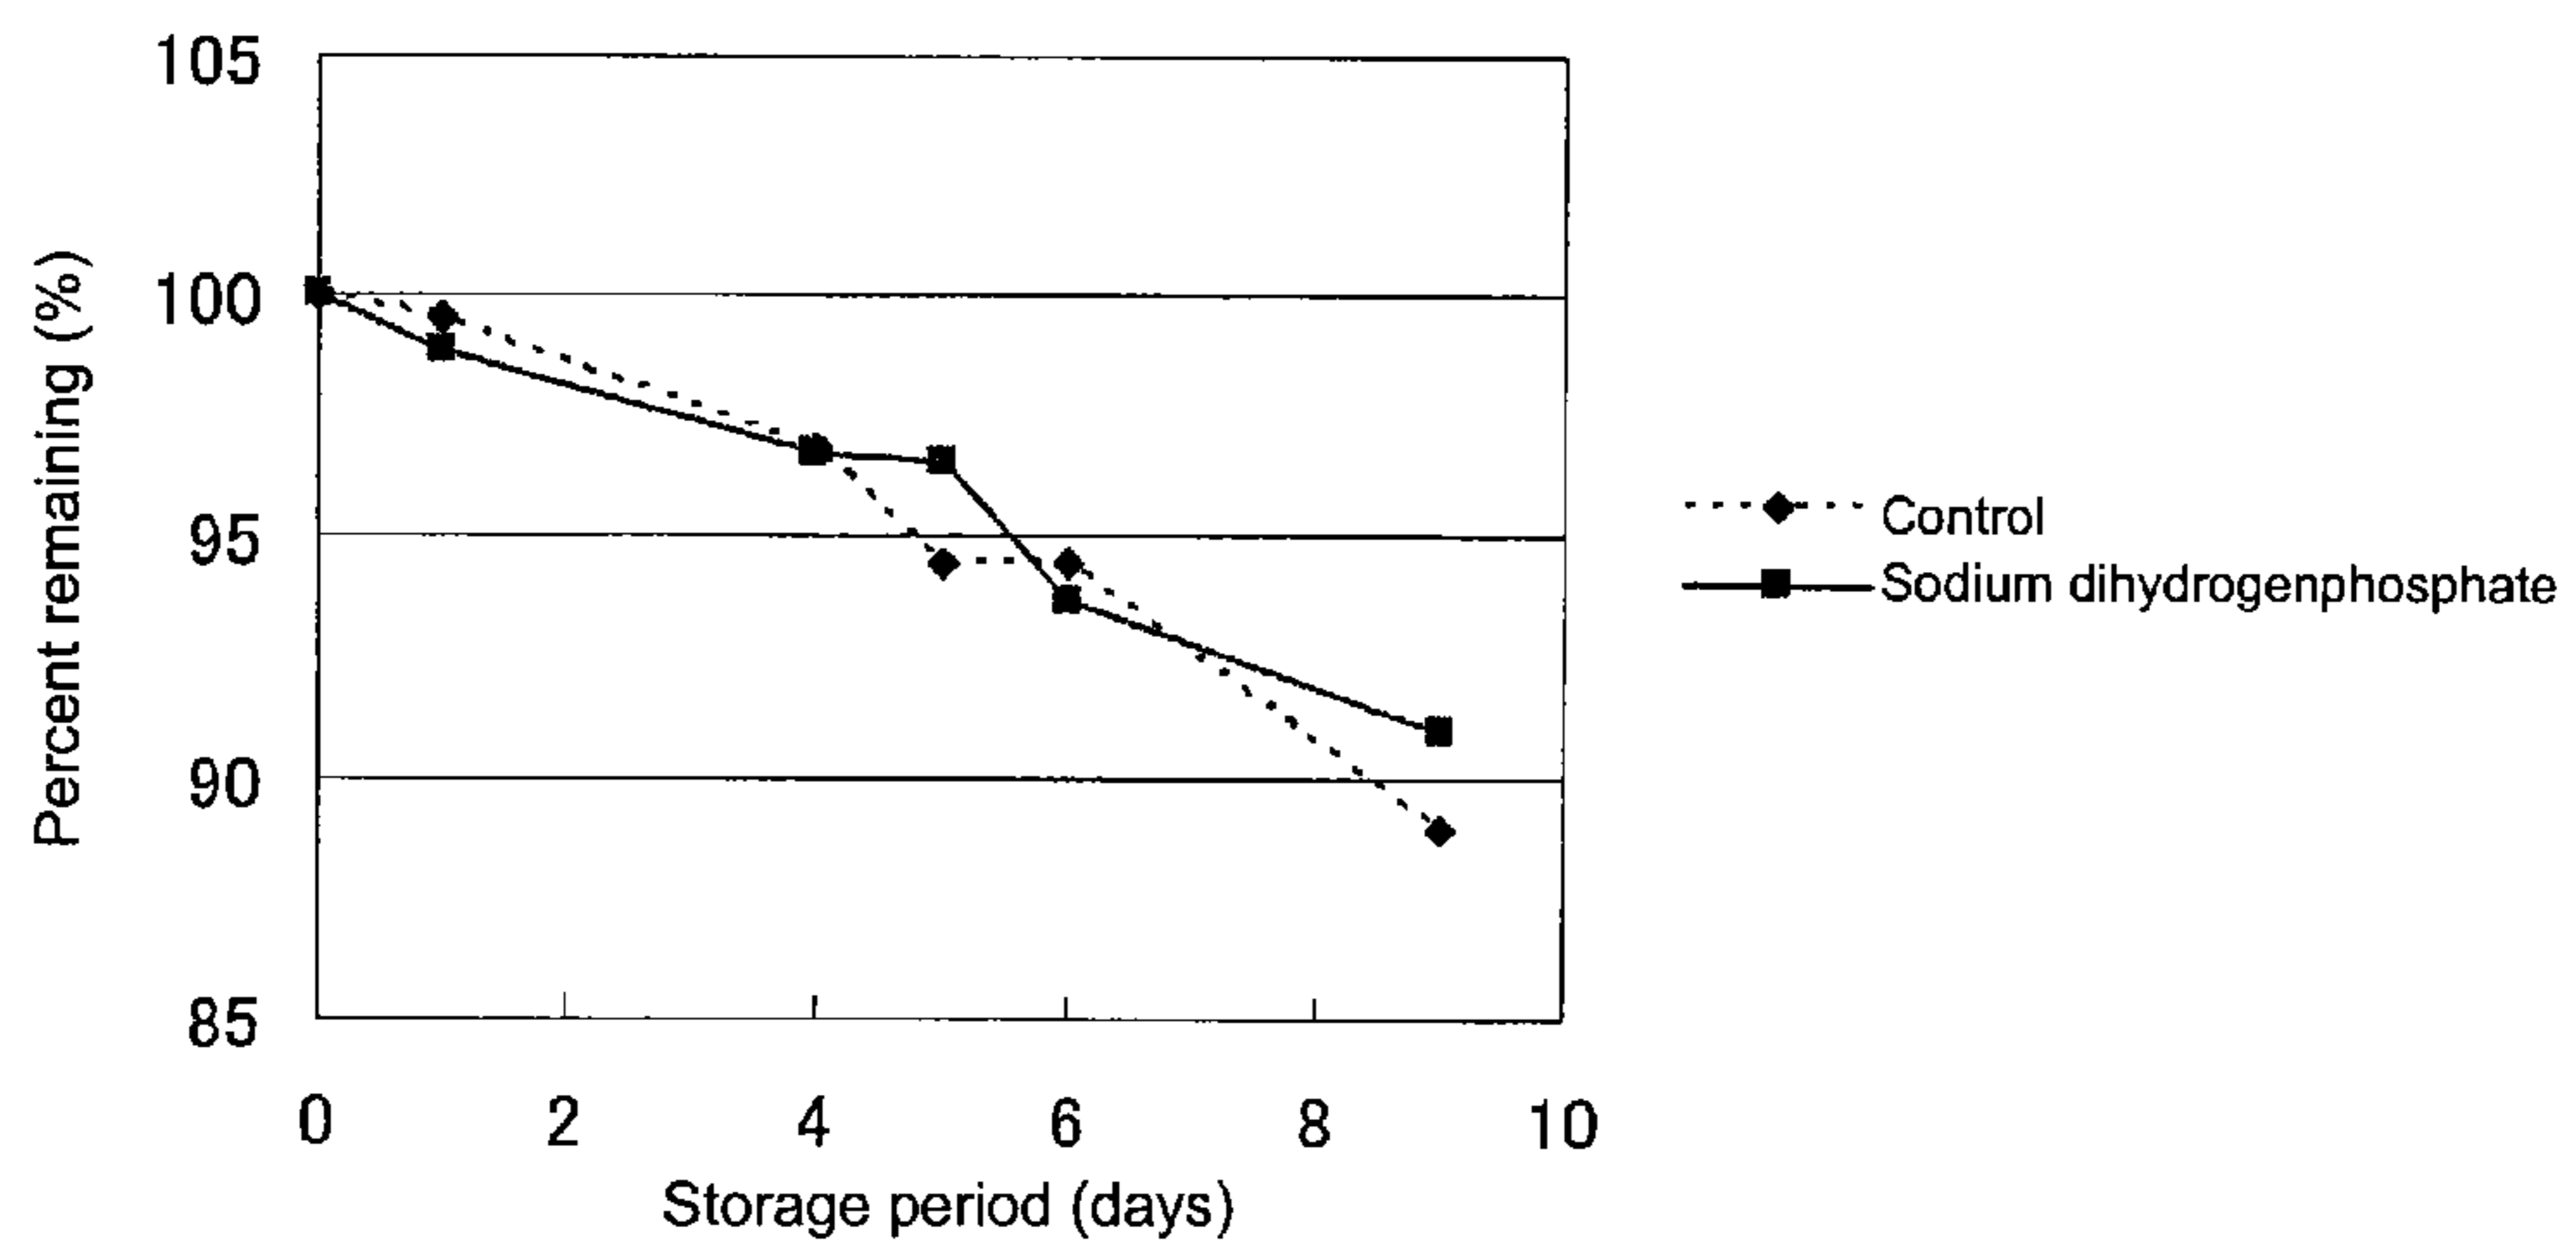 105
100
95
90
85
Percent remaining (%)
0 2 4 6 8 10
Storage period (days)
Control
Sodium dihydrogenphosphate